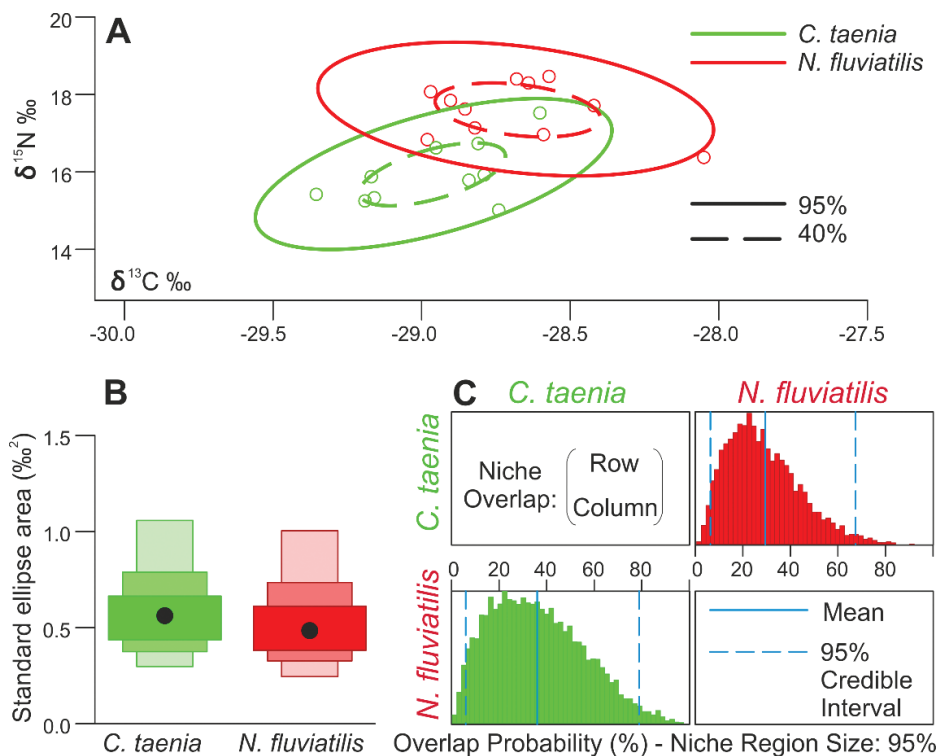 A
20
18
16
14
δ¹⁵N ‰
δ¹³C ‰
-30.0
-29.5
-29.0
-28.5
-28.0
-27.5
C. taenia
N. fluviatilis
95%
40%
B
1.5
1.0
0.5
0.0
Standard ellipse area (‰²)
C. taenia
N. fluviatilis
C
C. taenia
N. fluviatilis
C. taenia
Niche
Overlap:
Row
Column
0 20 40 60 80
20 40 60 80
N. fluviatilis
Mean
95%
Credible
Interval
Overlap Probability (%) - Niche Region Size: 95%